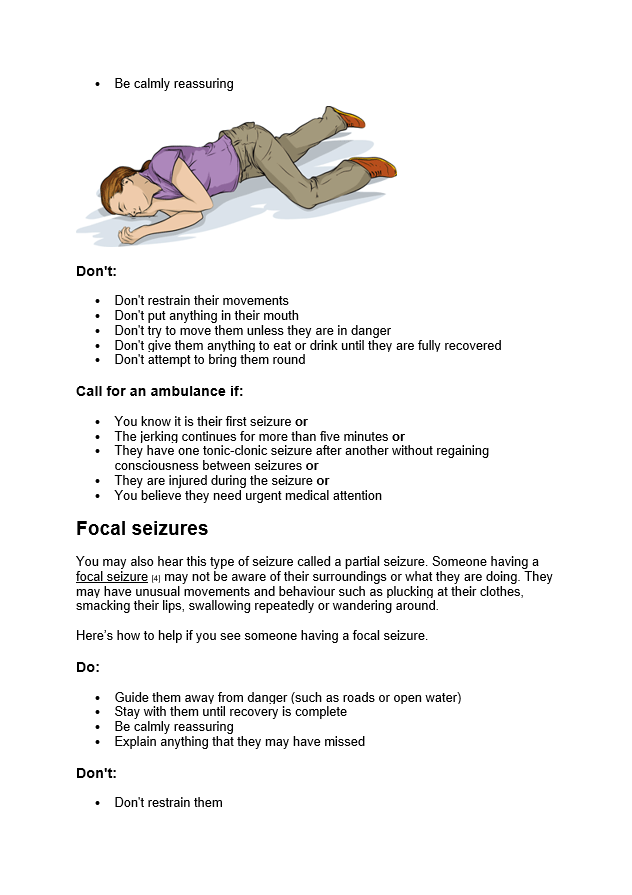 • Be calmly reassuring
Don't:
• Don’t restrain their movements
• Don’t put anything in their mouth
• Don’t try to move them unless they are in danger
• Don’t give them anything to eat or drink until they are fully recovered
• Don’t attempt to bring them round
Call for an ambulance if:
• You know it is their first seizure or
• The jerking continues for more than five minutes or
• They have one tonic-clonic seizure after another without regaining
consciousness between seizures or
• They are injured during the seizure or
• You believe they need urgent medical attention
Focal seizures
You may also hear this type of seizure called a partial seizure. Someone having a
focal seizure [4] may not be aware of their surroundings or what they are doing. They
may have unusual movements and behaviour such as plucking at their clothes,
smacking their lips, swallowing repeatedly or wandering around.
Here’s how to help if you see someone having a focal seizure.
Do:
• Guide them away from danger (such as roads or open water)
• Stay with them until recovery is complete
• Be calmly reassuring
• Explain anything that they may have missed
Don't:
• Don’t restrain them